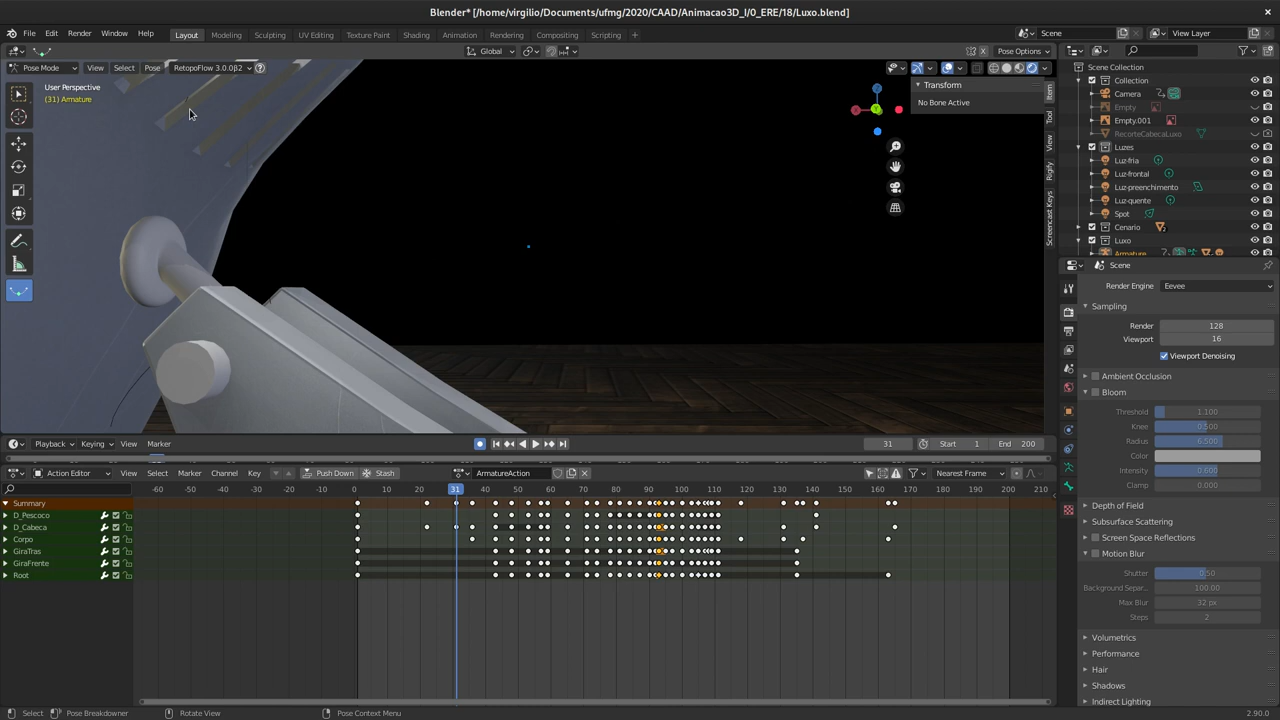 Blender* [/home/virgilio/Documents/ufmg/2020/CAAD/Animacao3D_I/0_ERE/18/Luxo.blend]
File Edit Render Window Help Layout Modeling Sculpting UV Editing Texture Paint Shading Animation Rendering Compositing Scripting + Scene View Layer
Global Pose Options
Pose Mode View Select Pose RetopoFlow 3.0.0β2
User Perspective
(31) Armature
Transform
No Bone Active
Item
Tool
View
Rigify
Screencast Keys
Scene Collection
Collection
Camera
Empty
Empty.001
RecorteCabecaLuxo
Luzes
Luz-fria
Luz-frontal
Luz-preenchimento
Luz-quente
Spot
Cenario
Luxo
Armature
Scene
Render Engine Eevee
Sampling
Render 128
Viewport 16
Viewport Denoising
Ambient Occlusion
Bloom
Threshold 1.100
Knee 0.500
Radius 6.500
Color
Intensity 0.600
Clamp 0.000
Depth of Field
Subsurface Scattering
Screen Space Reflections
Motion Blur
Shutter 0.50
Background Separ... 100.00
Max Blur 32 px
Steps 2
Volumetrics
Performance
Hair
Shadows
Indirect Lighting
Playback Keying View Marker 31 Start 1 End 200
Action Editor View Select Marker Channel Key Push Down Stash ArmatureAction Nearest Frame
-60 -40 -20 0 20 31 40 60 80 100 120 140 160 170 180 190 200 210
Summary
D_Pescoco
D_Cabeca
Corpo
GiraTras
GiraFrente
Root
Select Pose Breakdowner Rotate View Pose Context Menu 2.90.0